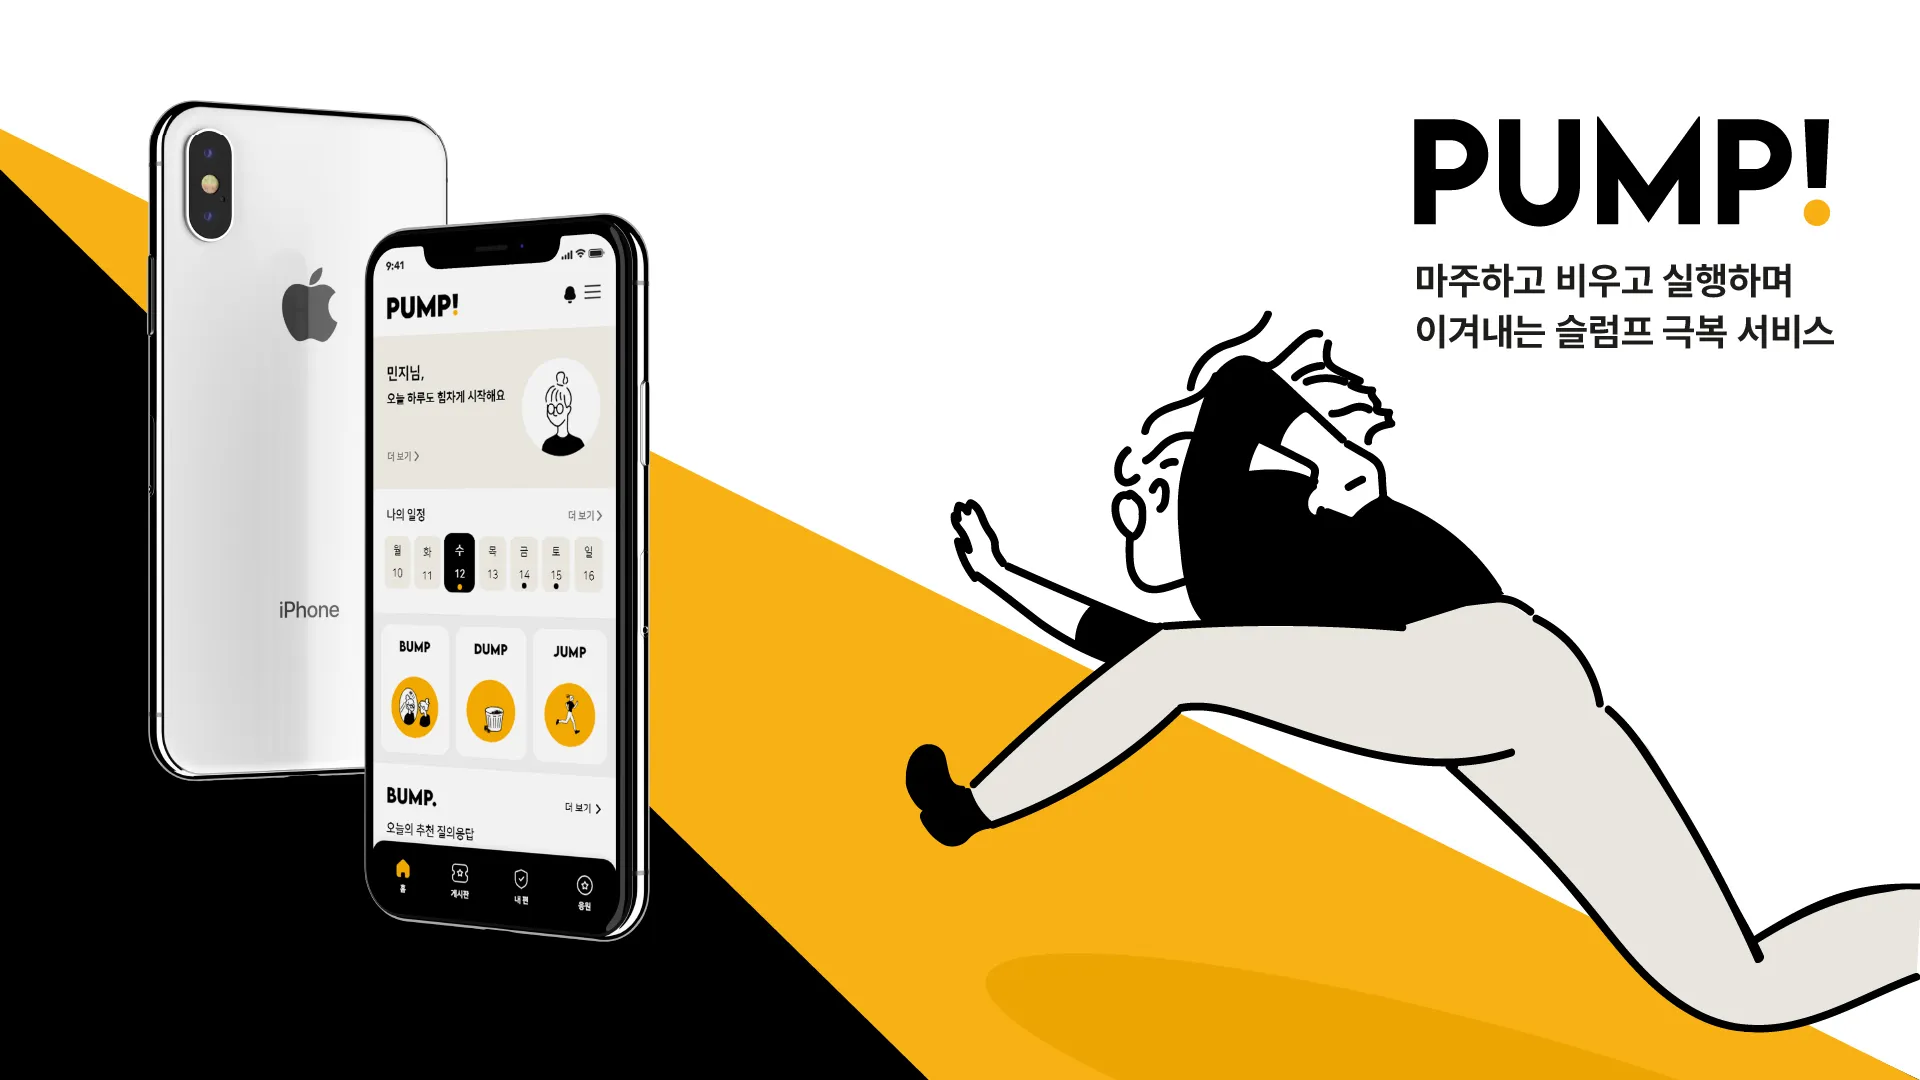 PUMP!
마주하고 비우고 실행하며
이겨내는 슬럼프 극복 서비스
iPhone
9:41
PUMP!
민지님,
오늘 하루도 힘차게 시작해요
더 보기
나의 일정
더 보기
월 화 수 목 금 토 일
10 11 12 13 14 15 16
BUMP DUMP JUMP
BUMP.
더 보기
오늘의 추천 질의응답
홈 게시판 내 편 응원